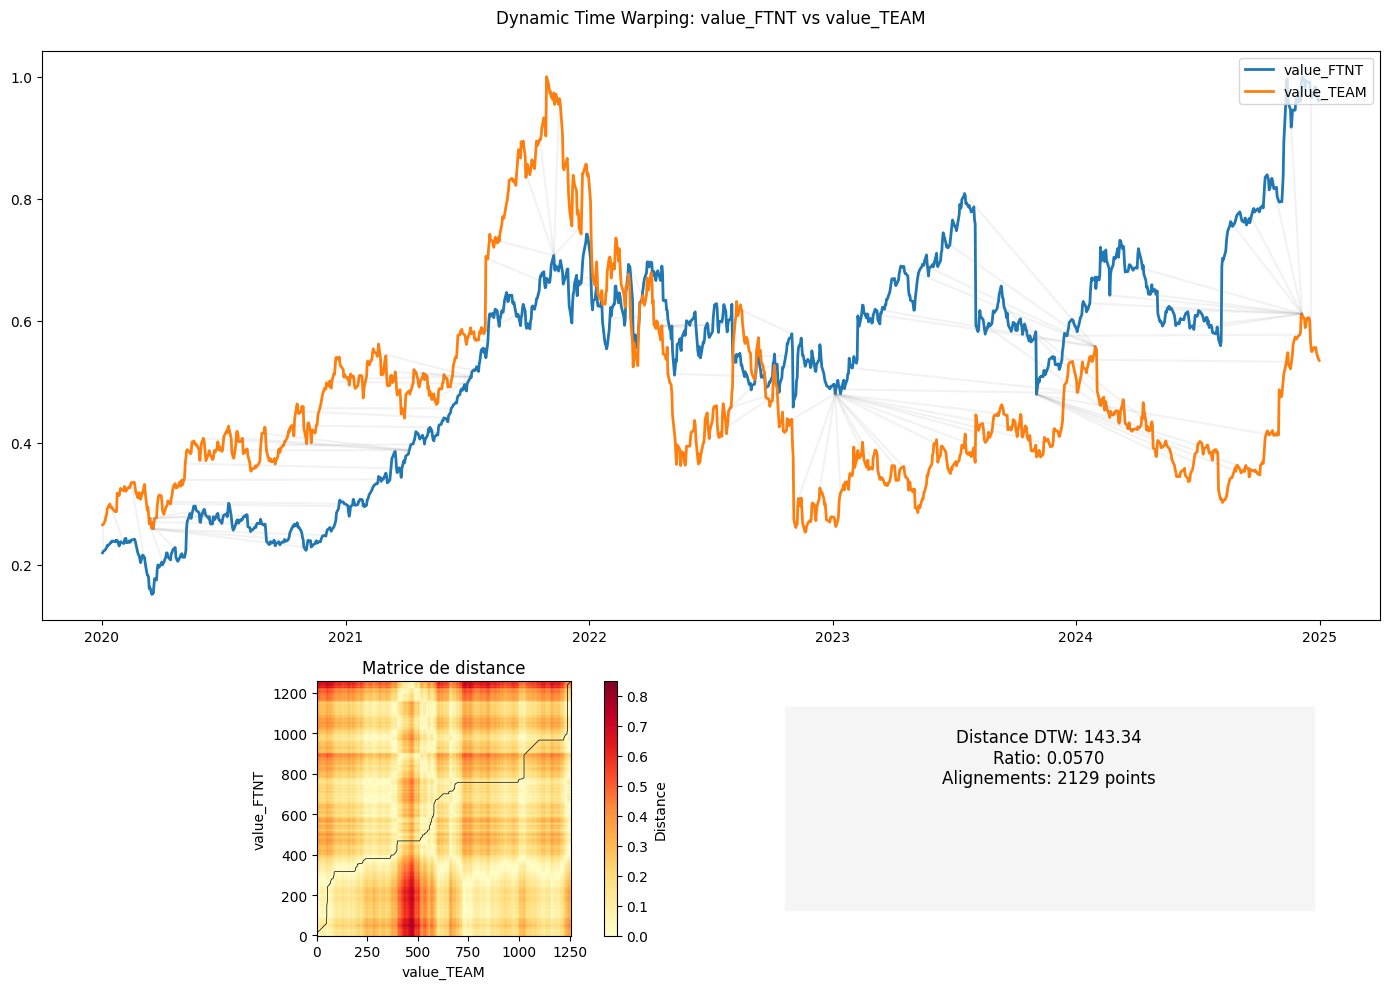 Dynamic Time Warping: value_FTNT vs value_TEAM
value_FTNT
value_TEAM
1.0
0.8
0.6
0.4
0.2
2020 2021 2022 2023 2024 2025
Matrice de distance
value_FTNT
1200
1000
800
600
400
200
0
0 250 500 750 1000 1250
value_TEAM
0.8
0.7
0.6
0.5
0.4
0.3
0.2
0.1
0.0
Distance
Distance DTW: 143.34
Ratio: 0.0570
Alignements: 2129 points